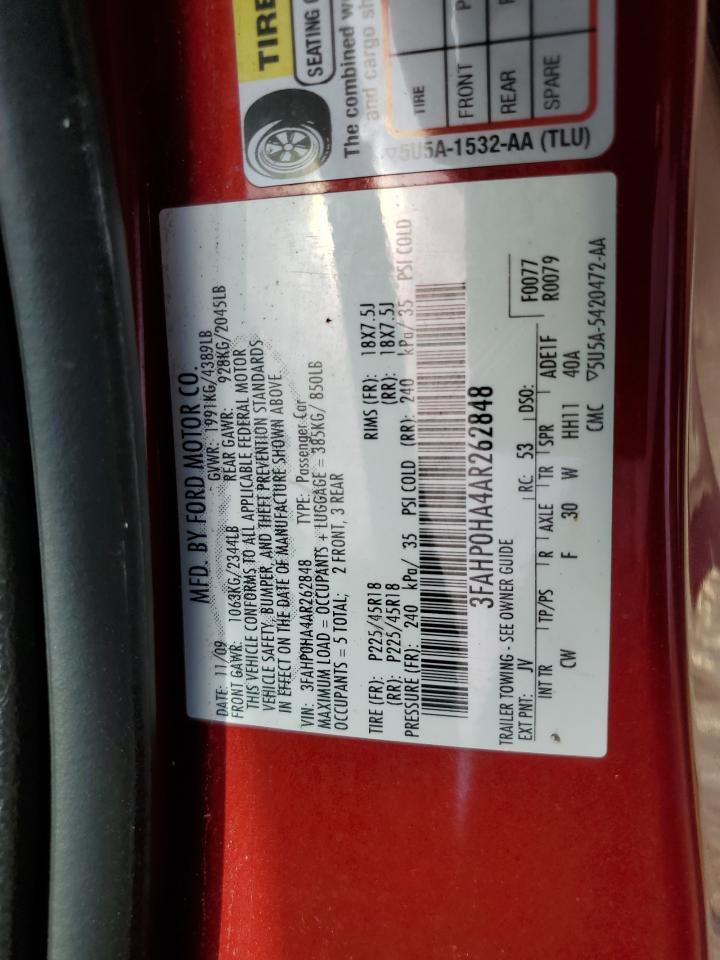 TIRE
SEATING
The combined
and cargo
TIRE
FRONT
REAR
SPARE
5U5A-1532-AA (TLU)
MFD. BY FORD MOTOR CO.
DATE: 11/09 GVWR: 1991KG/4389LB
FRONT GAWR: 1063KG/2344LB REAR GAWR: 928KG/2045LB
THIS VEHICLE CONFORMS TO ALL APPLICABLE FEDERAL MOTOR
VEHICLE SAFETY, BUMPER, AND THEFT PREVENTION STANDARDS
IN EFFECT ON THE DATE OF MANUFACTURE SHOWN ABOVE.
VIN: 3FAHP0HA4AR262848 TYPE: Passenger Car
MAXIMUM LOAD = OCCUPANTS + LUGGAGE = 385KG/ 850LB
OCCUPANTS = 5 TOTAL; 2 FRONT, 3 REAR
TIRE (FR): P225/45R18 RIMS (FR): 18X7.5J
(RR): P225/45R18 (RR): 18X7.5J
PRESSURE (FR): 240 kPa/ 35 PSI COLD (RR): 240 kPa/ 35 PSI COLD
3FAHP0HA4AR262848
TRAILER TOWING - SEE OWNER GUIDE
EXT PNT: JV RC: 53 DSO: F0077
R0079
INT TR TP/PS R AXLE TR SPR ADE1F
CW F 30 W HH11 40A
CMC ▽5U5A-5420472-AA